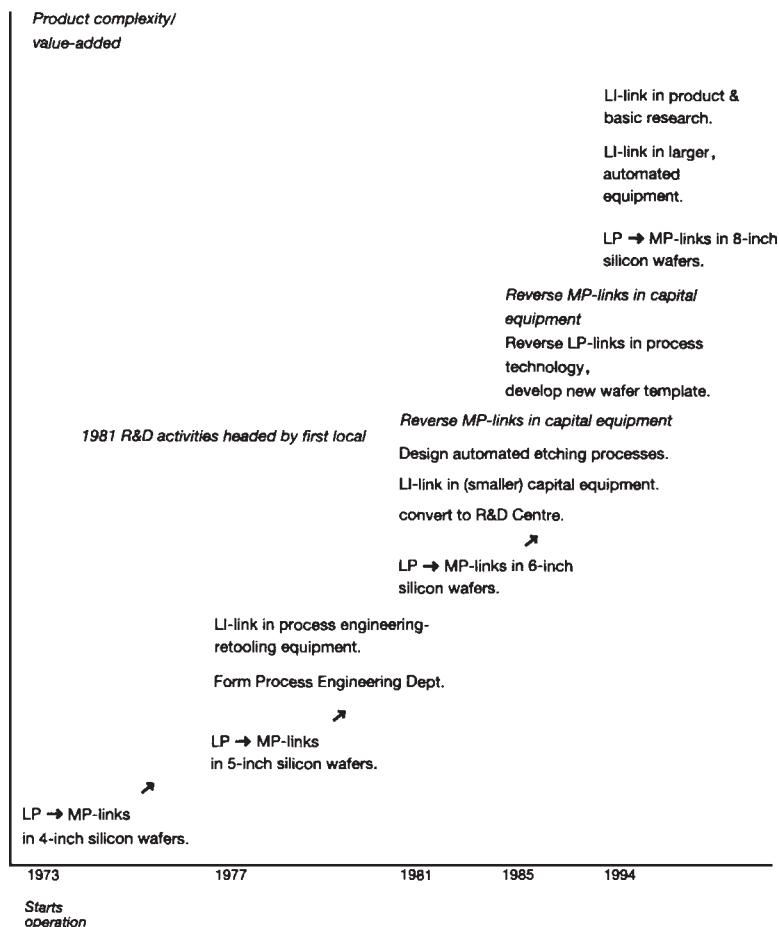 Product complexity/
value-added
LI-link in product &
basic research.
LI-link in larger,
automated
equipment.
LP → MP-links in 8-inch
silicon wafers.
Reverse MP-links in capital
equipment
Reverse LP-links in process
technology,
develop new wafer template.
1981 R&D activities headed by first local
Reverse MP-links in capital equipment
Design automated etching processes.
LI-link in (smaller) capital equipment.
convert to R&D Centre.
LP → MP-links in 6-inch
silicon wafers.
LI-link in process engineering-
retooling equipment.
Form Process Engineering Dept.
LP → MP-links
in 5-inch silicon wafers.
LP → MP-links
in 4-inch silicon wafers.
1973 1977 1981 1985 1994
Starts
operation